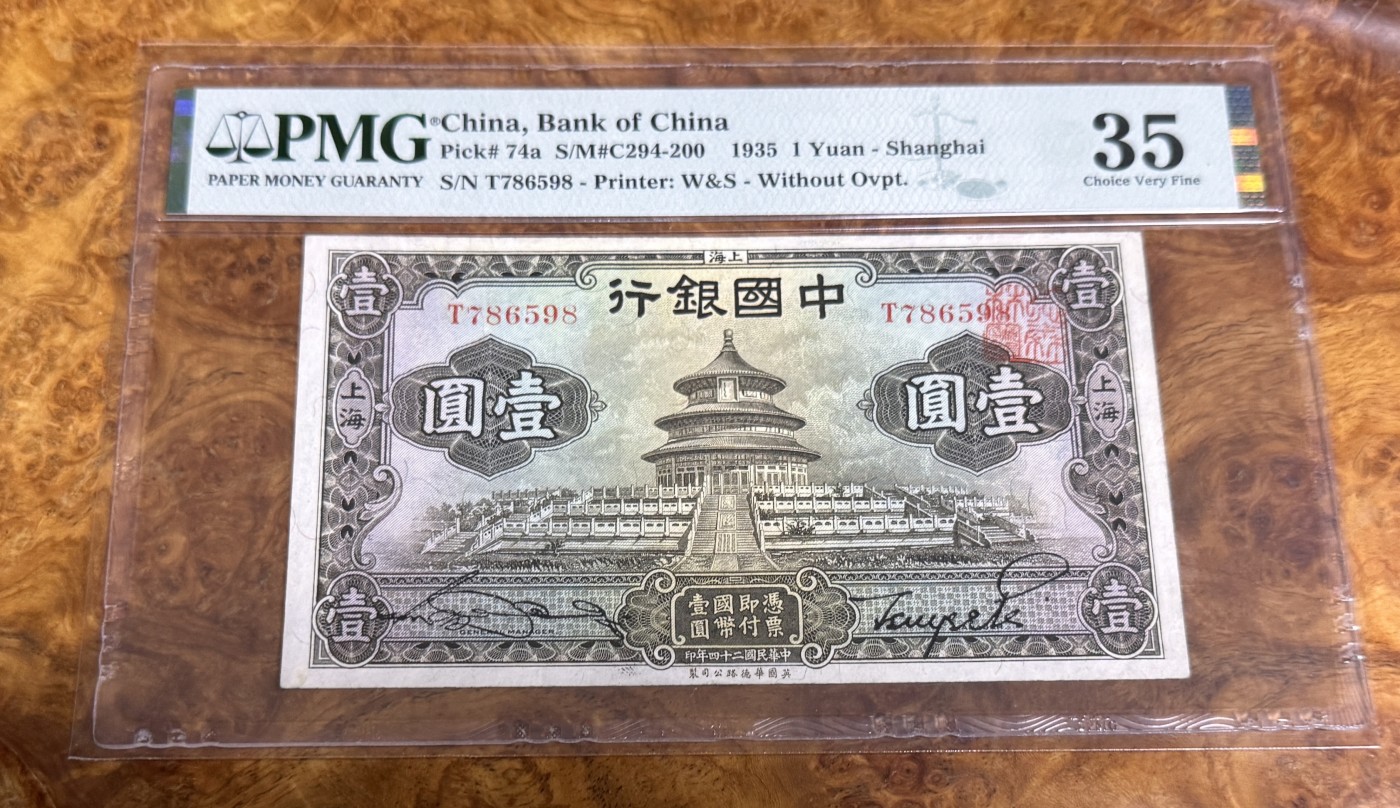 PMG®
PAPER MONEY GUARANTY
China, Bank of China
Pick# 74a S/M#C294-200 1935 1 Yuan - Shanghai
S/N T786598 - Printer: W&S - Without Ovpt.
35
Choice Very Fine
上海
壹
壹
中國銀行
T786598
T786598
壹圓
壹圓
上海
上海
壹
壹
GENERAL MANAGER
憑票即付國幣壹圓
中華民國二十四年印
英國華德路公司製